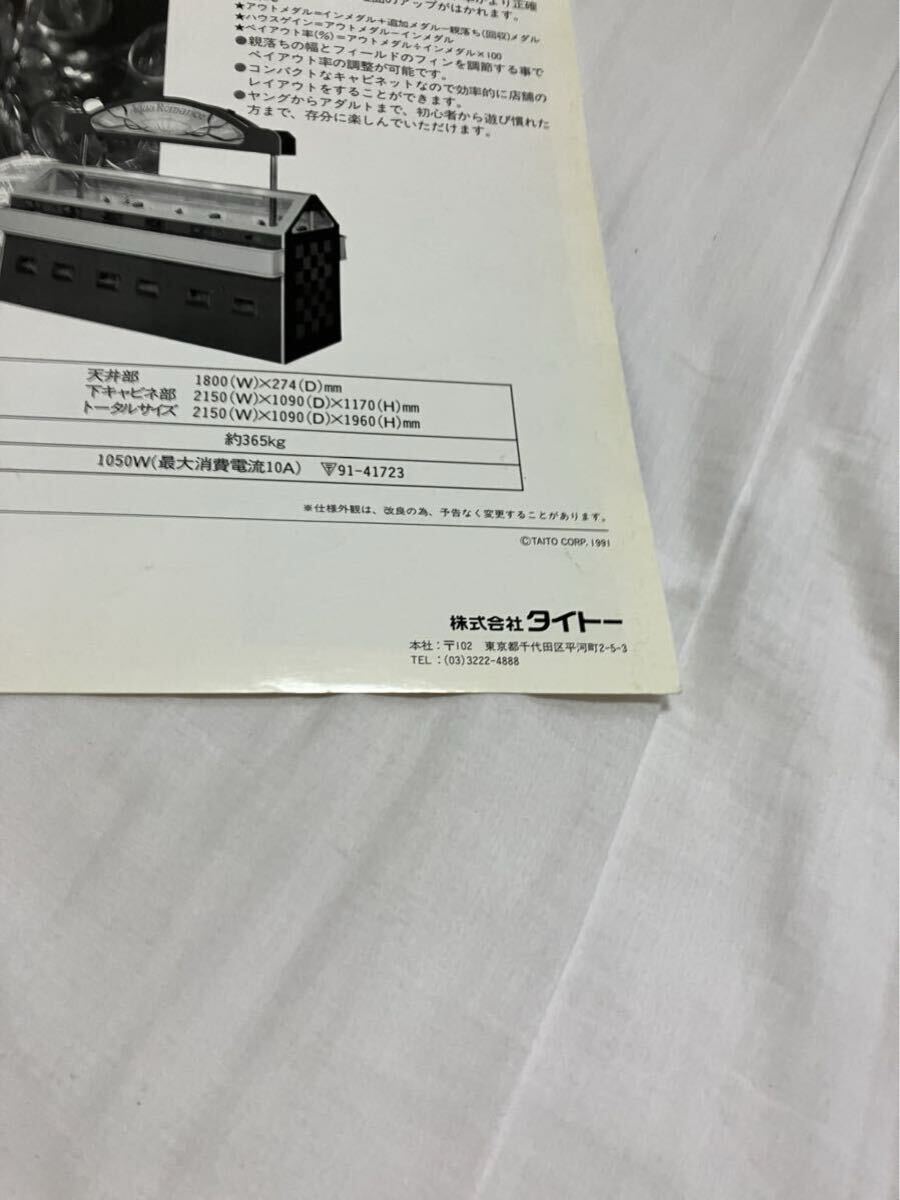 のアップがはかれます。
★アウトメダル=インメダル+追加メダル−親落ち(回収)メダル
★ハウスゲイン=アウトメダル−インメダル
★ペイアウト率(%)=アウトメダル÷インメダル×100
●親落ちの幅とフィールドのフィンを調節する事で
ペイアウト率の調整が可能です。
●コンパクトなキャビネットなので効率的に店舗の
レイアウトをすることができます。
●ヤングからアダルトまで、初心者から遊び慣れた
方まで、存分に楽しんでいただけます。
天井部 1800(W)×274(D)mm
下キャビネ部 2150(W)×1090(D)×1170(H)mm
トータルサイズ 2150(W)×1090(D)×1960(H)mm
約365kg
1050W(最大消費電流10A) 91-41723
※仕様外観は、改良の為、予告なく変更することがあります。
©TAITO CORP. 1991
株式会社 タイトー
本社:〒102 東京都千代田区平河町2-5-3
TEL:(03)3222-4888